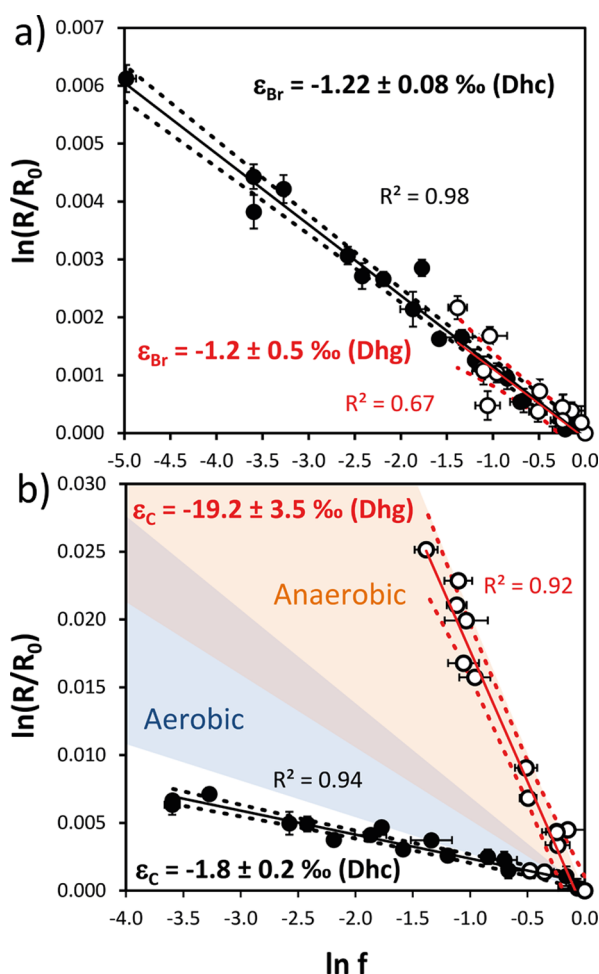 a)
0.007
0.006
0.005
0.004
0.003
0.002
0.001
0.000
ln(R/R₀)
εBr = -1.22 ± 0.08 ‰ (Dhc)
R² = 0.98
εBr = -1.2 ± 0.5 ‰ (Dhg)
R² = 0.67
-5.0 -4.5 -4.0 -3.5 -3.0 -2.5 -2.0 -1.5 -1.0 -0.5 0.0
b)
0.030
0.025
0.020
0.015
0.010
0.005
0.000
ln(R/R₀)
εC = -19.2 ± 3.5 ‰ (Dhg)
R² = 0.92
Anaerobic
Aerobic
R² = 0.94
εC = -1.8 ± 0.2 ‰ (Dhc)
-4.0 -3.5 -3.0 -2.5 -2.0 -1.5 -1.0 -0.5 0.0
ln f